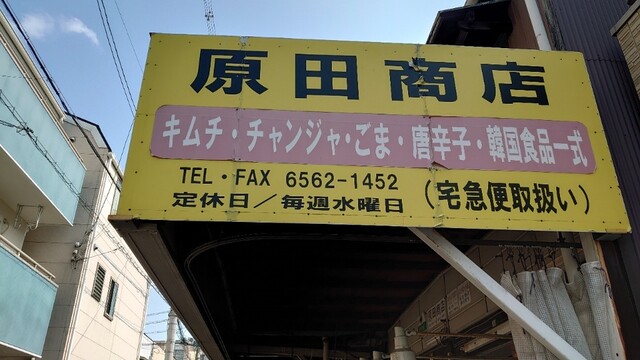 原田商店
キムチ・チャンジャ・ごま・唐辛子・韓国食品一式
TEL・FAX 6562-1452
定休日／毎週水曜日
（宅急便取扱い）